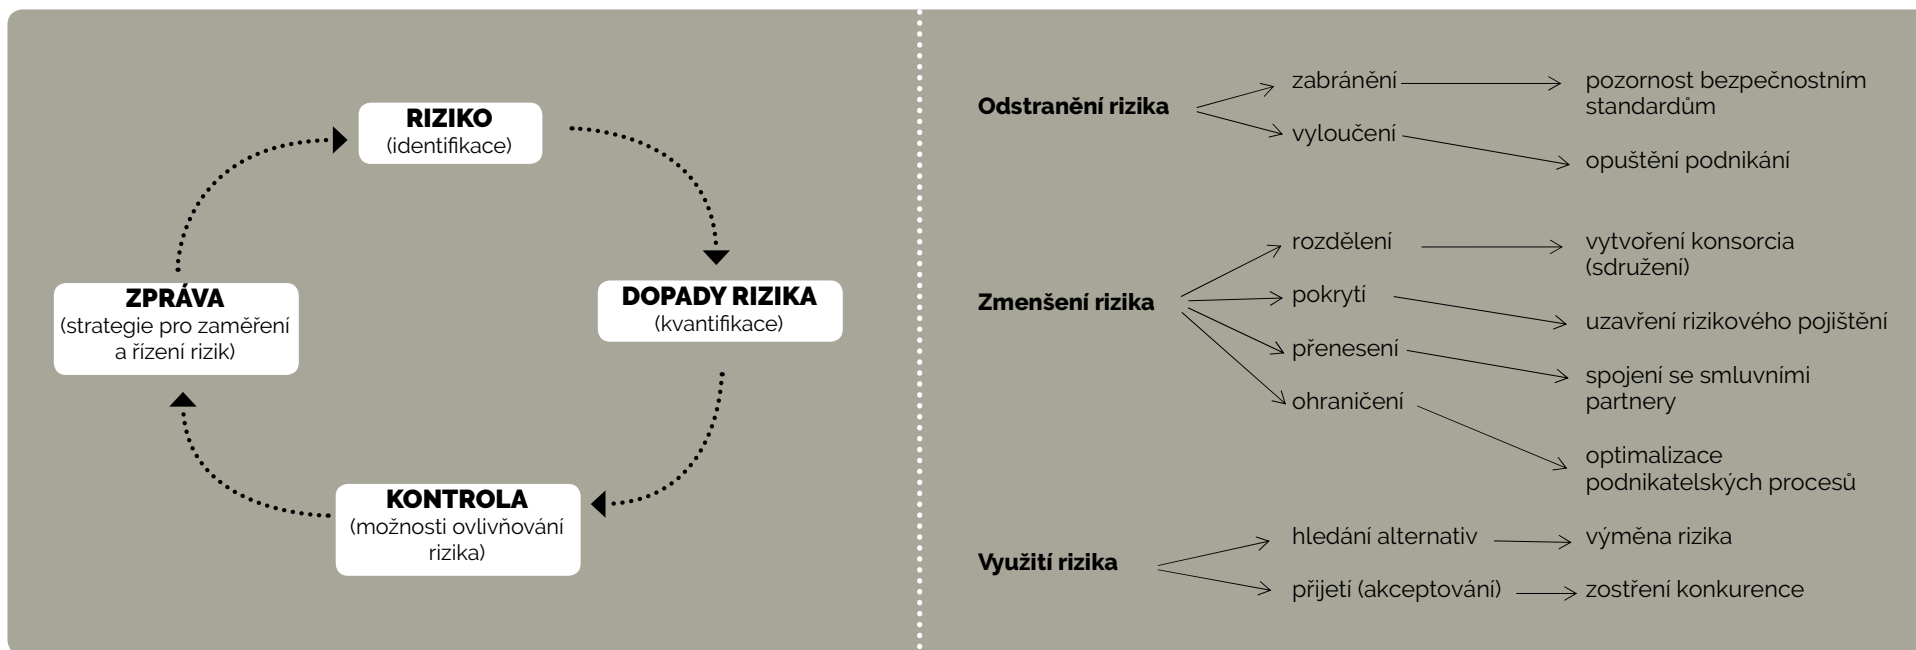 RIZIKO
(identifikace)
DOPADY RIZIKA
(kvantifikace)
KONTROLA
(možnosti ovlivňování
rizika)
ZPRÁVA
(strategie pro zaměření
a řízení rizik)
Odstranění rizika
zabránění
pozornost bezpečnostním
standardům
vyloučení
opuštění podnikání
Zmenšení rizika
rozdělení
vytvoření konsorcia
(sdružení)
pokrytí
uzavření rizikového pojištění
přenesení
spojení se smluvními
partnery
ohraničení
optimalizace
podnikatelských procesů
Využití rizika
hledání alternativ
výměna rizika
přijetí (akceptování)
zostření konkurence